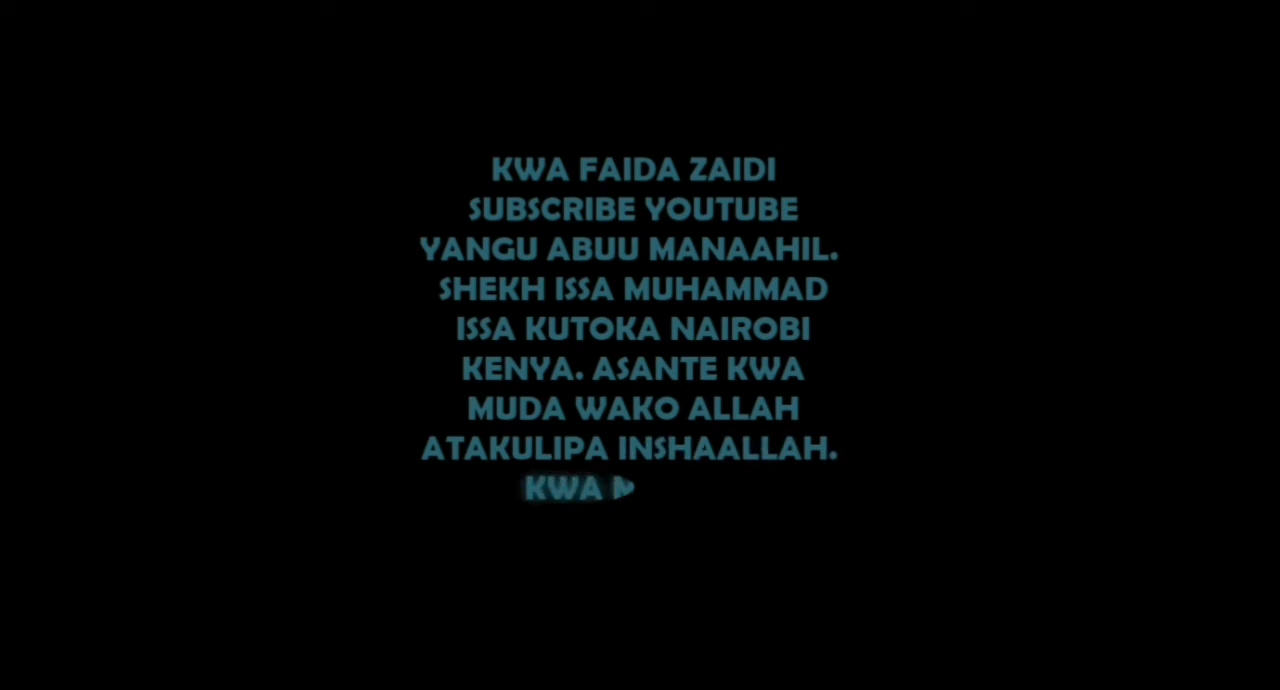 KWA FAIDA ZAIDI
SUBSCRIBE YOUTUBE
YANGU ABUU MANAAHIL.
SHEKH ISSA MUHAMMAD
ISSA KUTOKA NAIROBI
KENYA. ASANTE KWA
MUDA WAKO ALLAH
ATAKULIPA INSHAALLAH.
KWA